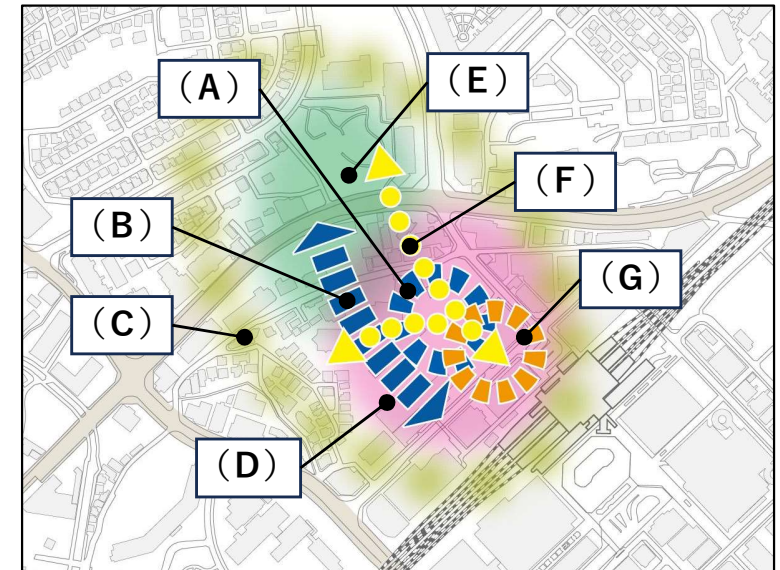 （A）
（E）
（F）
（B）
（G）
（C）
（D）